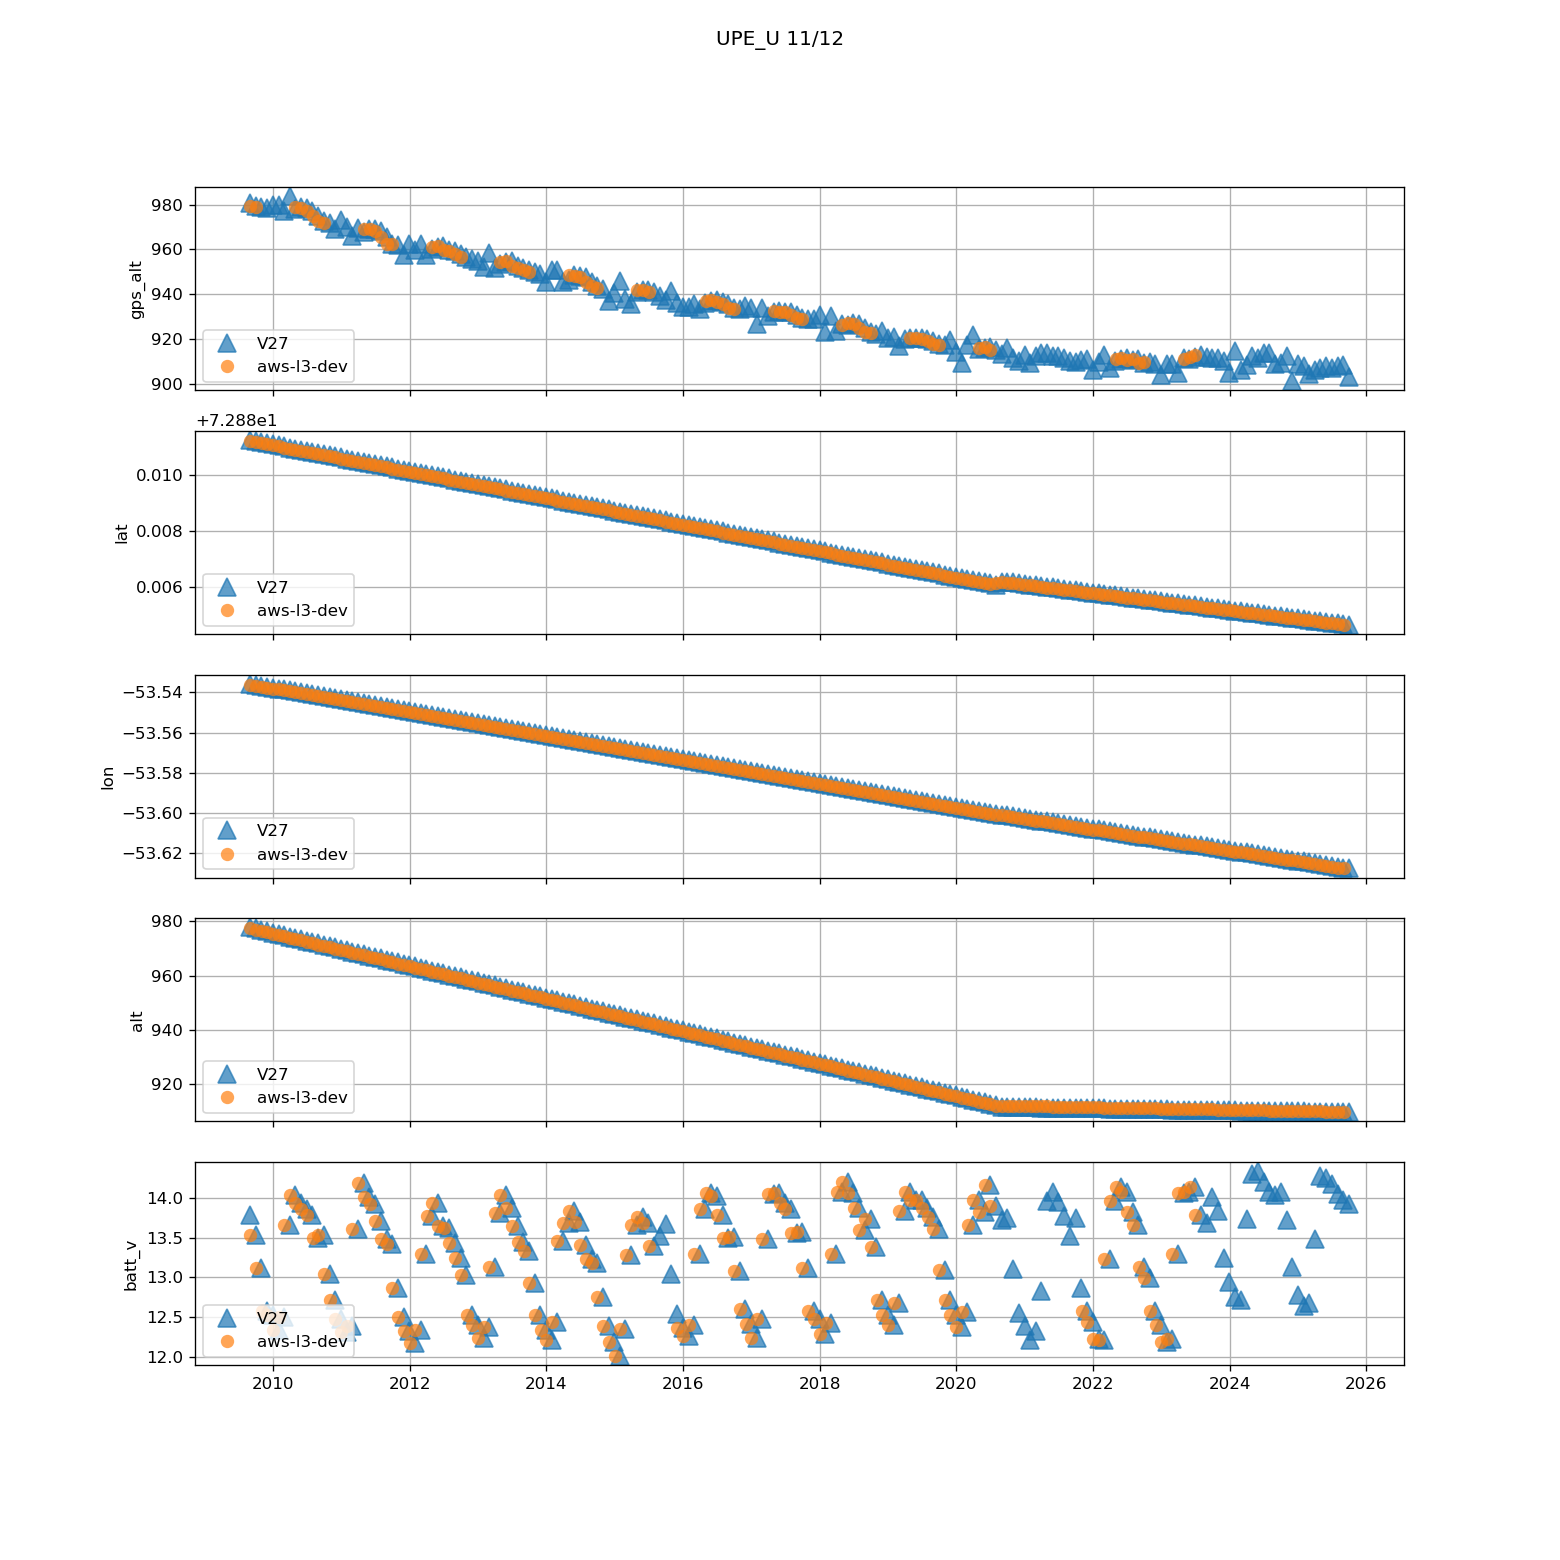 UPE_U 11/12
gps_alt
980
960
940
920
900
V27
aws-l3-dev
+7.288e1
lat
0.010
0.008
0.006
V27
aws-l3-dev
lon
−53.54
−53.56
−53.58
−53.60
−53.62
V27
aws-l3-dev
alt
980
960
940
920
V27
aws-l3-dev
batt_v
14.0
13.5
13.0
12.5
12.0
V27
aws-l3-dev
2010 2012 2014 2016 2018 2020 2022 2024 2026